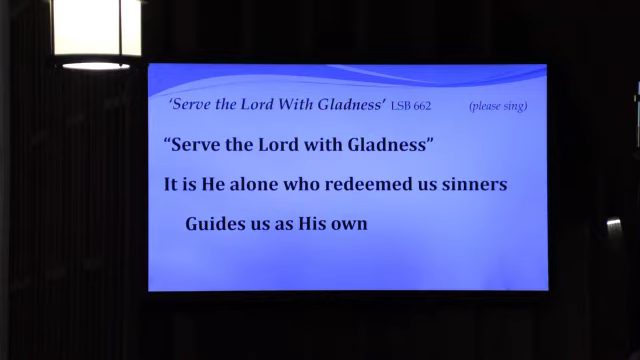 ‘Serve the Lord With Gladness’ LSB 662 (please sing)
“Serve the Lord with Gladness”
It is He alone who redeemed us sinners
Guides us as His own